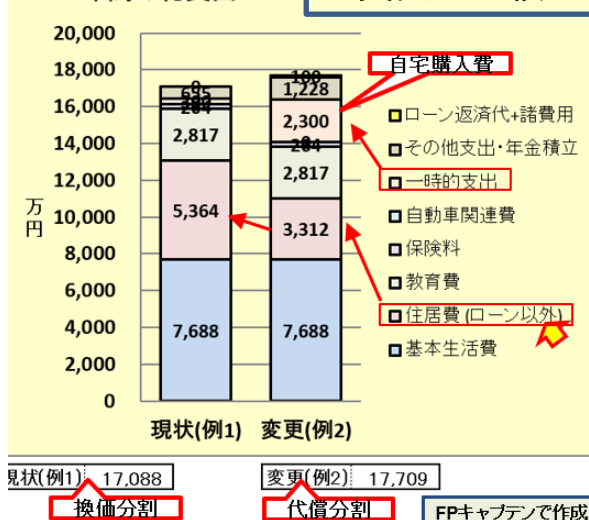 20,000
18,000
16,000
14,000
12,000
10,000
8,000
6,000
4,000
2,000
0
万円
0
695
2,817
5,364
7,688
100
1,228
2,300
0
284
2,817
3,312
7,688
自宅購入費
ローン返済代+諸費用
その他支出・年金積立
一時的支出
自動車関連費
保険料
教育費
住居費(ローン以外)
基本生活費
現状(例1)
変更(例2)
現状(例1) 17,088
変更(例2) 17,709
換価分割
代償分割
FPキャプテンで作成